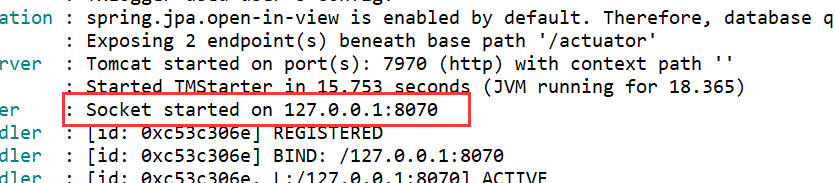 ation : spring.jpa.open-in-view is enabled by default. Therefore, database q
: Exposing 2 endpoint(s) beneath base path '/actuator'
rver : Tomcat started on port(s): 7970 (http) with context path ''
: Started TMStarter in 15.753 seconds (JVM running for 18.365)
er : Socket started on 127.0.0.1:8070
dler : [id: 0xc53c306e] REGISTERED
dler : [id: 0xc53c306e] BIND: /127.0.0.1:8070
dler : [id: 0xc53c306e, L:/127.0.0.1:8070] ACTIVE